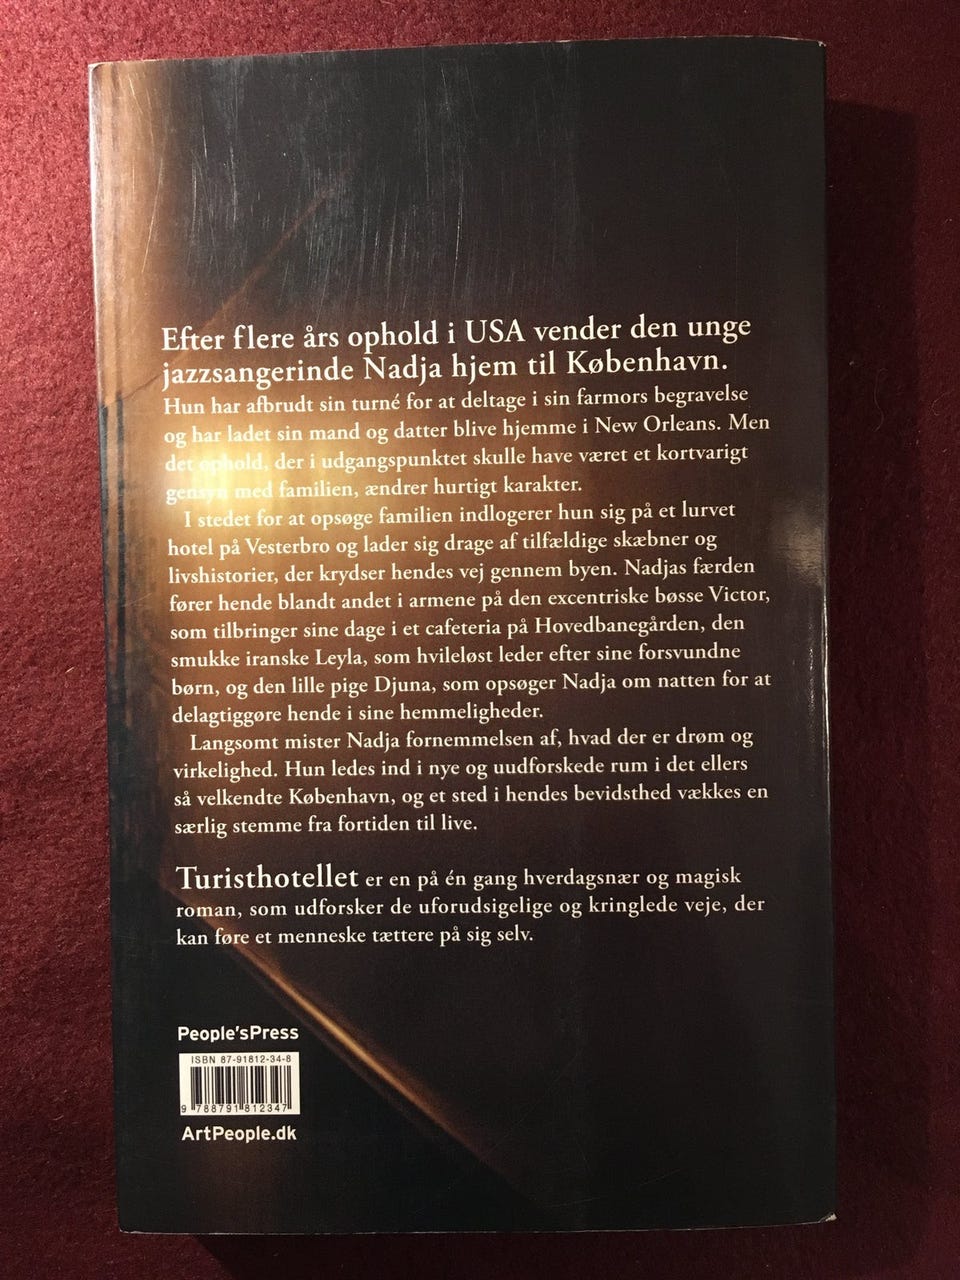 Efter flere års ophold i USA vender den unge
jazzsangerinde Nadja hjem til København.
Hun har afbrudt sin turné for at deltage i sin farmors begravelse
og har ladet sin mand og datter blive hjemme i New Orleans. Men
det ophold, der i udgangspunktet skulle have været et kortvarigt
gensyn med familien, ændrer hurtigt karakter.
I stedet for at opsøge familien indlogerer hun sig på et lurvet
hotel på Vesterbro og lader sig drage af tilfældige skæbner og
livshistorier, der krydser hendes vej gennem byen. Nadjas færden
fører hende blandt andet i armene på den excentriske bøsse Victor,
som tilbringer sine dage i et cafeteria på Hovedbanegården, den
smukke iranske Leyla, som hvileløst leder efter sine forsvundne
børn, og den lille pige Djuna, som opsøger Nadja om natten for at
delagtiggøre hende i sine hemmeligheder.
Langsomt mister Nadja fornemmelsen af, hvad der er drøm og
virkelighed. Hun ledes ind i nye og uudforskede rum i det ellers
så velkendte København, og et sted i hendes bevidsthed vækkes en
særlig stemme fra fortiden til live.
Turisthotellet er en på én gang hverdagsnær og magisk
roman, som udforsker de uforudsigelige og kringlede veje, der
kan føre et menneske tættere på sig selv.
People'sPress
ISBN 87-91812-34-8
9 788791 812347
ArtPeople.dk